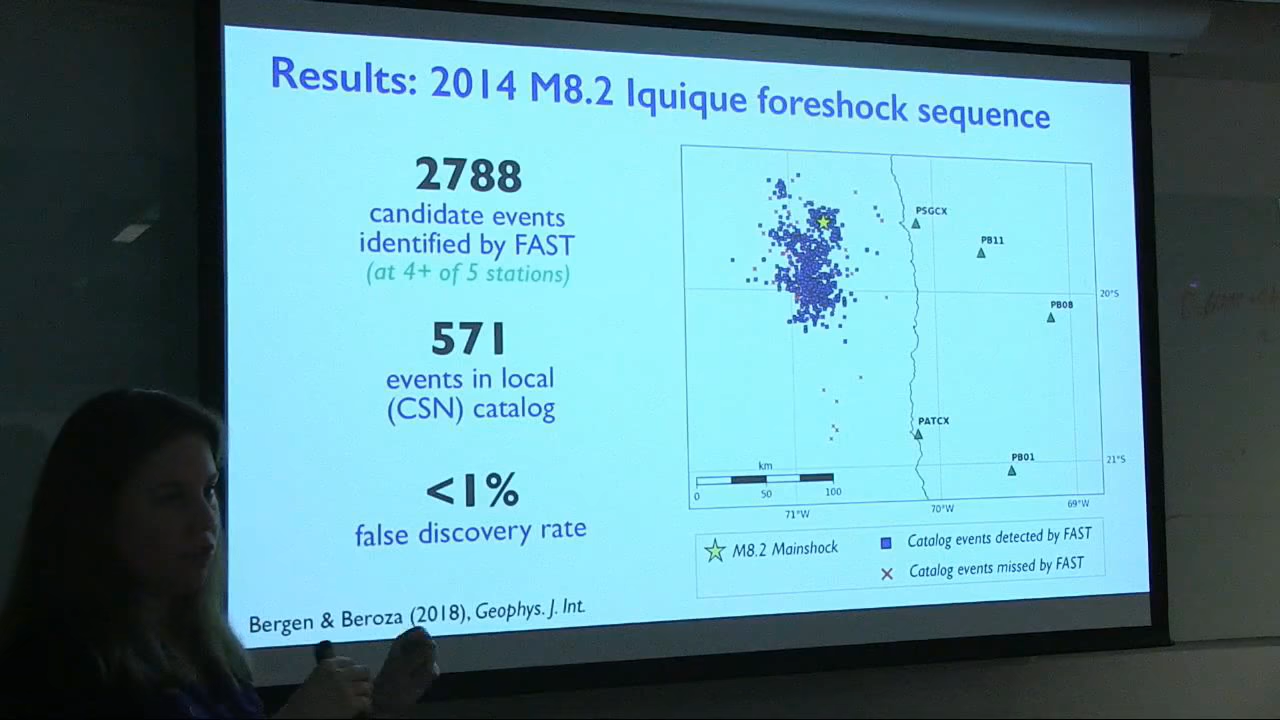 Results: 2014 M8.2 Iquique foreshock sequence
2788
candidate events
identified by FAST
(at 4+ of 5 stations)
571
events in local
(CSN) catalog
<1%
false discovery rate
Bergen & Beroza (2018), Geophys. J. Int.
PSGCX
PB11
PB08
20°S
PATCX
PB01
21°S
km
0 50 100
71°W 70°W 69°W
M8.2 Mainshock
Catalog events detected by FAST
Catalog events missed by FAST